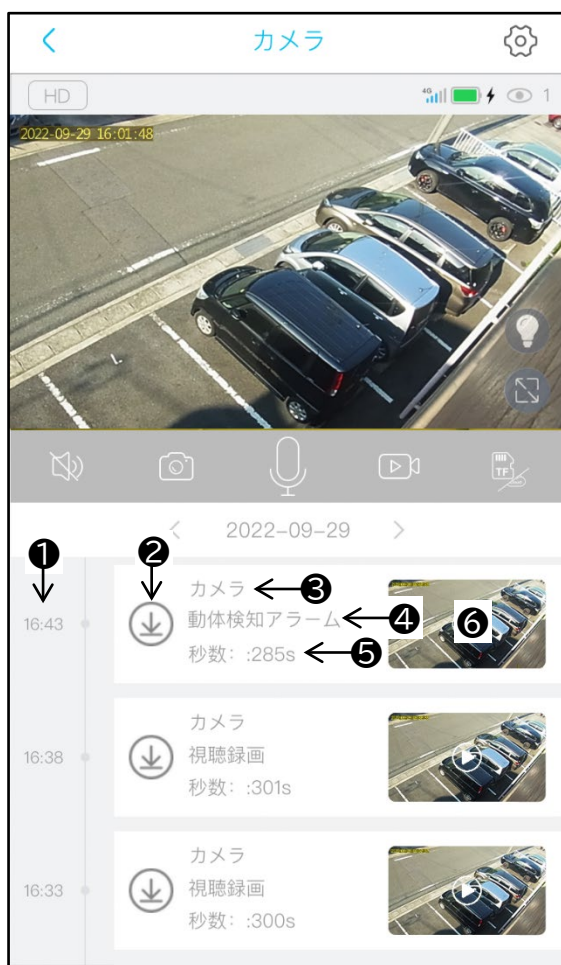 カメラ
HD
4G
1
2022-09-29 16:01:48
TF
2022-09-29
❶
❷
カメラ
❸
16:43
動体検知アラーム
❹
❻
秒数: :285s
❺
カメラ
16:38
視聴録画
秒数: :301s
カメラ
16:33
視聴録画
秒数: :300s